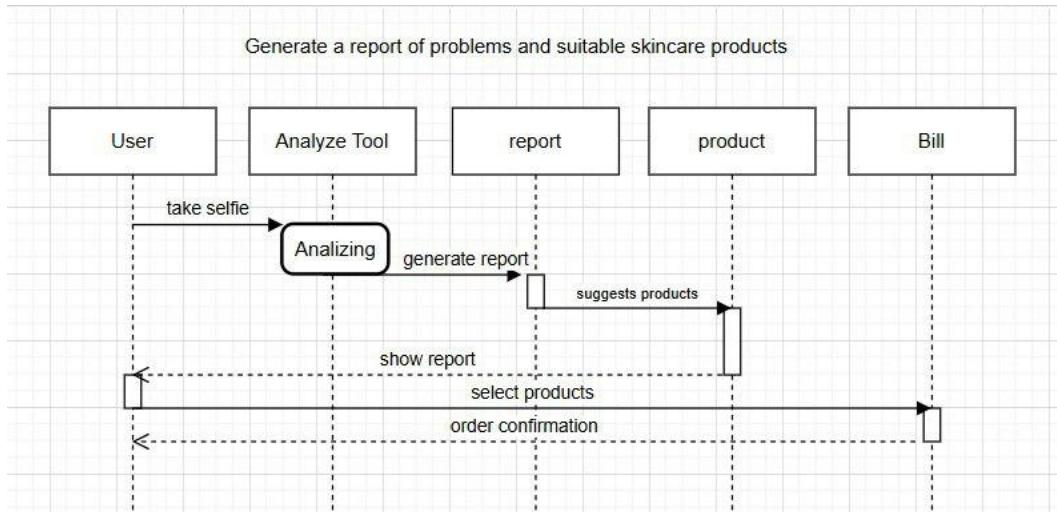 Generate a report of problems and suitable skincare products
User
Analyze Tool
report
product
Bill
take selfie
Analizing
generate report
suggests products
show report
select products
order confirmation